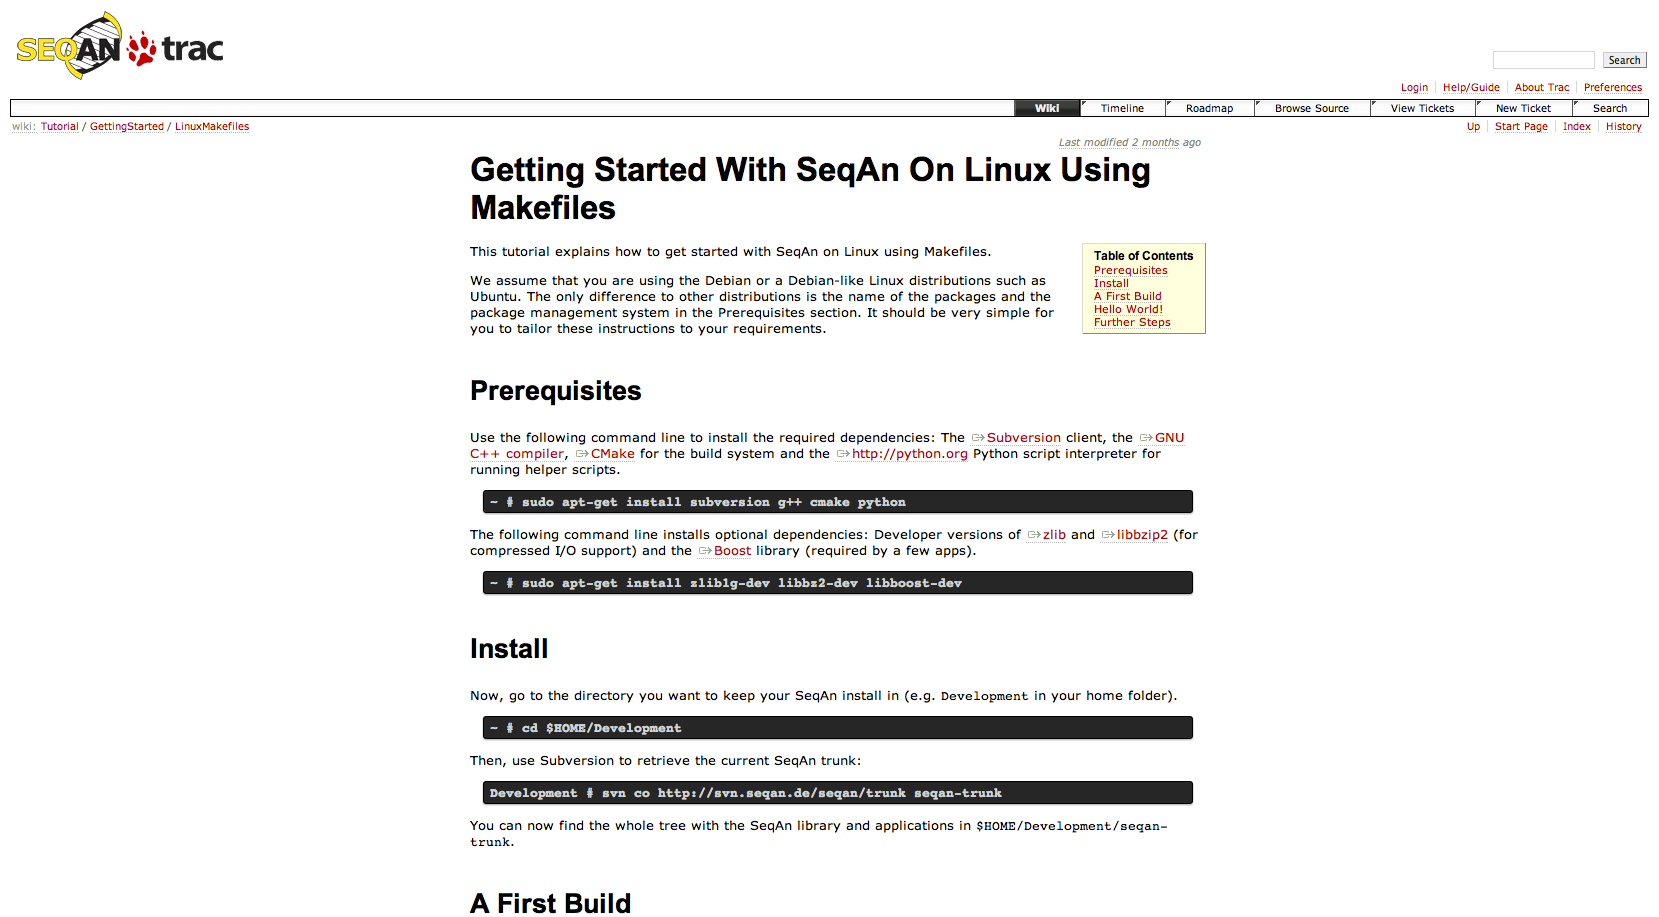 SEQAN trac
Search
Login Help/Guide About Trac Preferences
Wiki Timeline Roadmap Browse Source View Tickets New Ticket Search
wiki: Tutorial / GettingStarted / LinuxMakefiles
Up Start Page Index History
Last modified 2 months ago
Getting Started With SeqAn On Linux Using
Makefiles
This tutorial explains how to get started with SeqAn on Linux using Makefiles.
We assume that you are using the Debian or a Debian-like Linux distributions such as
Ubuntu. The only difference to other distributions is the name of the packages and the
package management system in the Prerequisites section. It should be very simple for
you to tailor these instructions to your requirements.
Table of Contents
Prerequisites
Install
A First Build
Hello World!
Further Steps
Prerequisites
Use the following command line to install the required dependencies: The Subversion client, the GNU
C++ compiler, CMake for the build system and the http://python.org Python script interpreter for
running helper scripts.
~ # sudo apt-get install subversion g++ cmake python
The following command line installs optional dependencies: Developer versions of zlib and libbzip2 (for
compressed I/O support) and the Boost library (required by a few apps).
~ # sudo apt-get install zlib1g-dev libbz2-dev libboost-dev
Install
Now, go to the directory you want to keep your SeqAn install in (e.g. Development in your home folder).
~ # cd $HOME/Development
Then, use Subversion to retrieve the current SeqAn trunk:
Development # svn co http://svn.seqan.de/seqan/trunk seqan-trunk
You can now find the whole tree with the SeqAn library and applications in $HOME/Development/seqan-
trunk.
A First Build